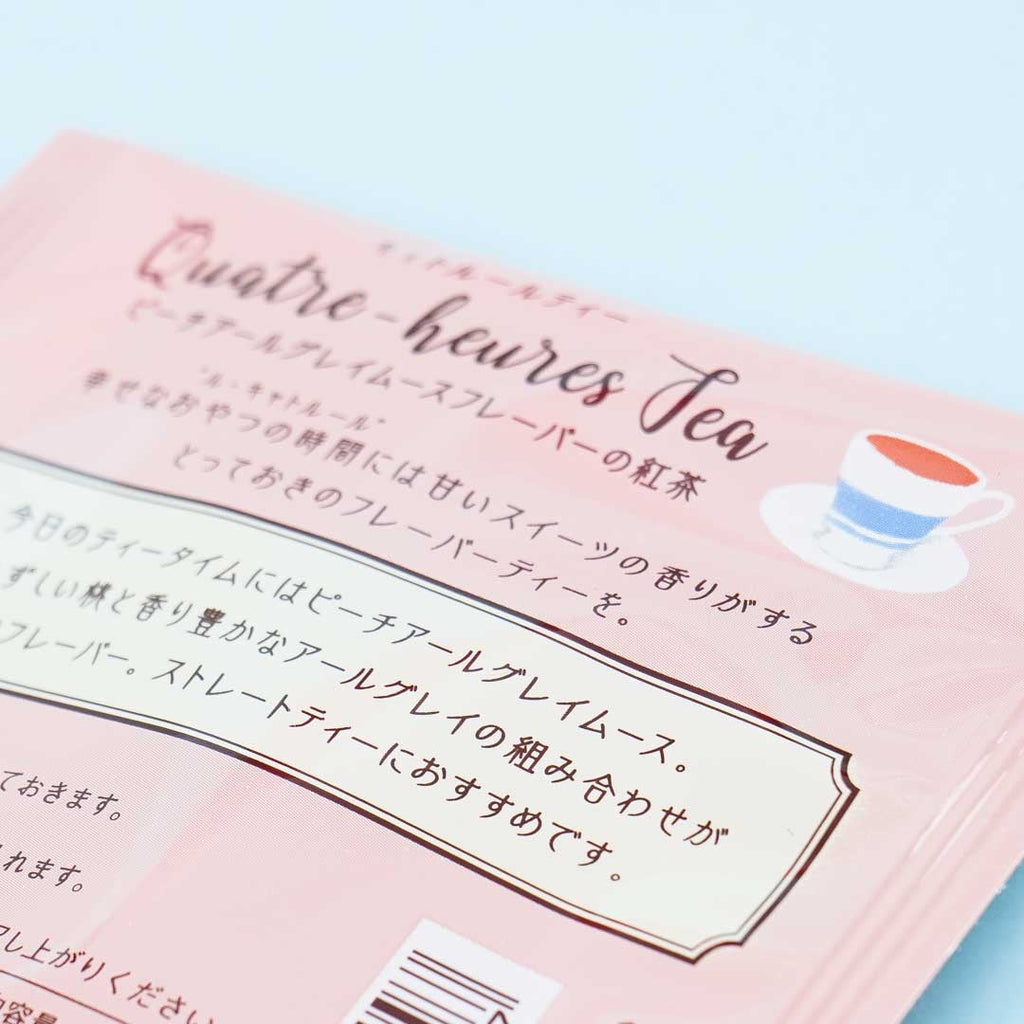 キャトルールティー
Quatre-heures Tea
ピーチアールグレイムースフレーバーの紅茶
"ル・キャトルール"
幸せなおやつの時間には甘いスイーツの香りがする
とっておきのフレーバーティーを。
今日のティータイムにはピーチアールグレイムース。
ずしい桃と香り豊かなアールグレイの組み合わせが
フレーバー。ストレートティーにおすすめです。
ておきます。
れます。
し上がりください
内容量